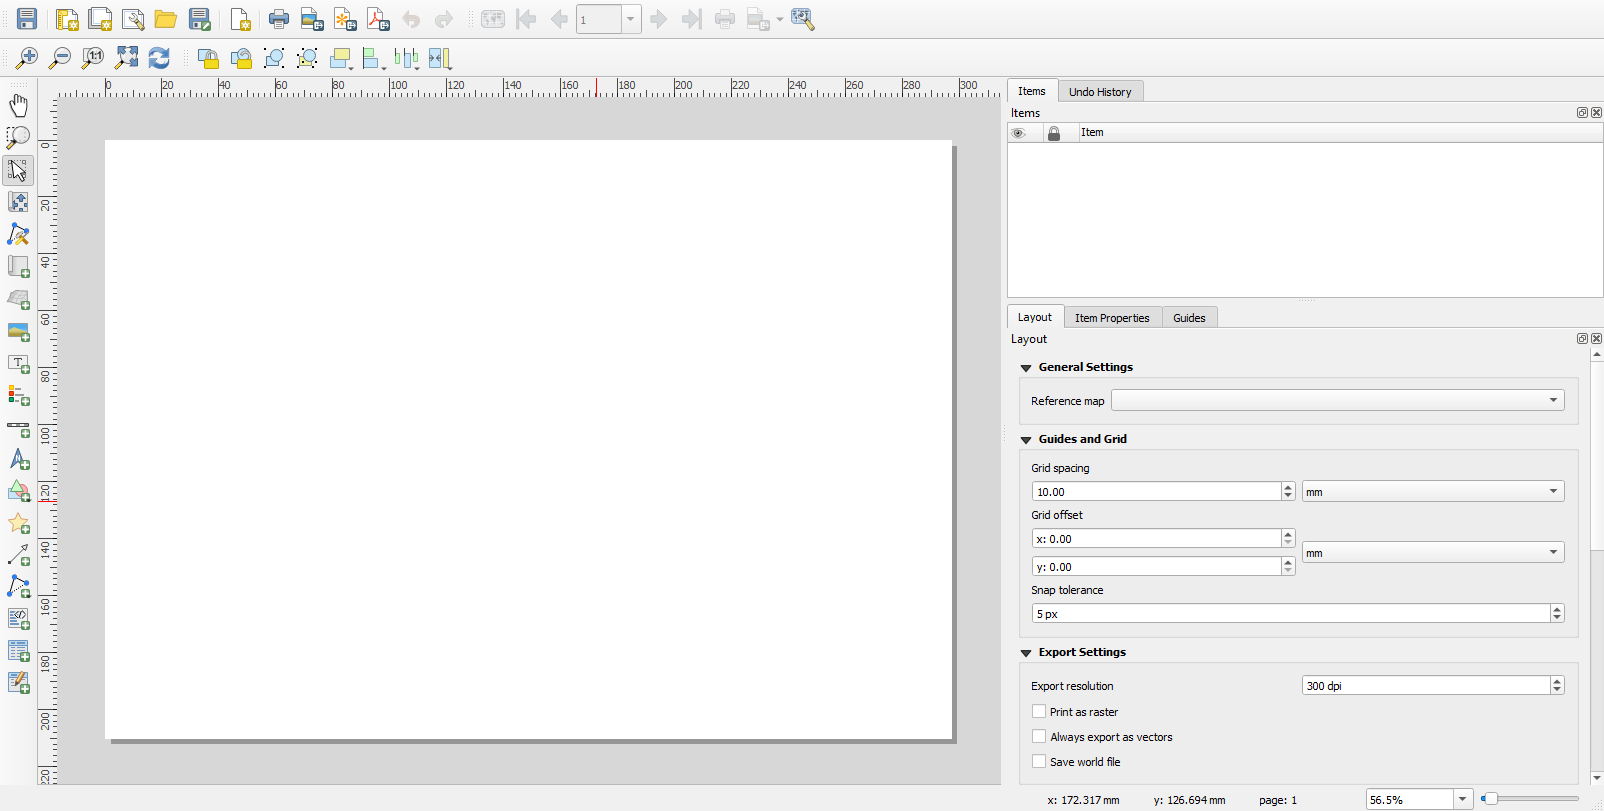 1
1:1
0 20 40 60 80 100 120 140 160 180 200 220 240 260 280 300
Items Undo History
Items
Item
0
20
40
60
80
100
120
140
160
180
200
220
T
N
Layout Item Properties Guides
Layout
General Settings
Reference map
Guides and Grid
Grid spacing
10.00 mm
Grid offset
x: 0.00
mm
y: 0.00
Snap tolerance
5 px
Export Settings
Export resolution 300 dpi
Print as raster
Always export as vectors
Save world file
x: 172.317 mm y: 126.694 mm page: 1 56.5%